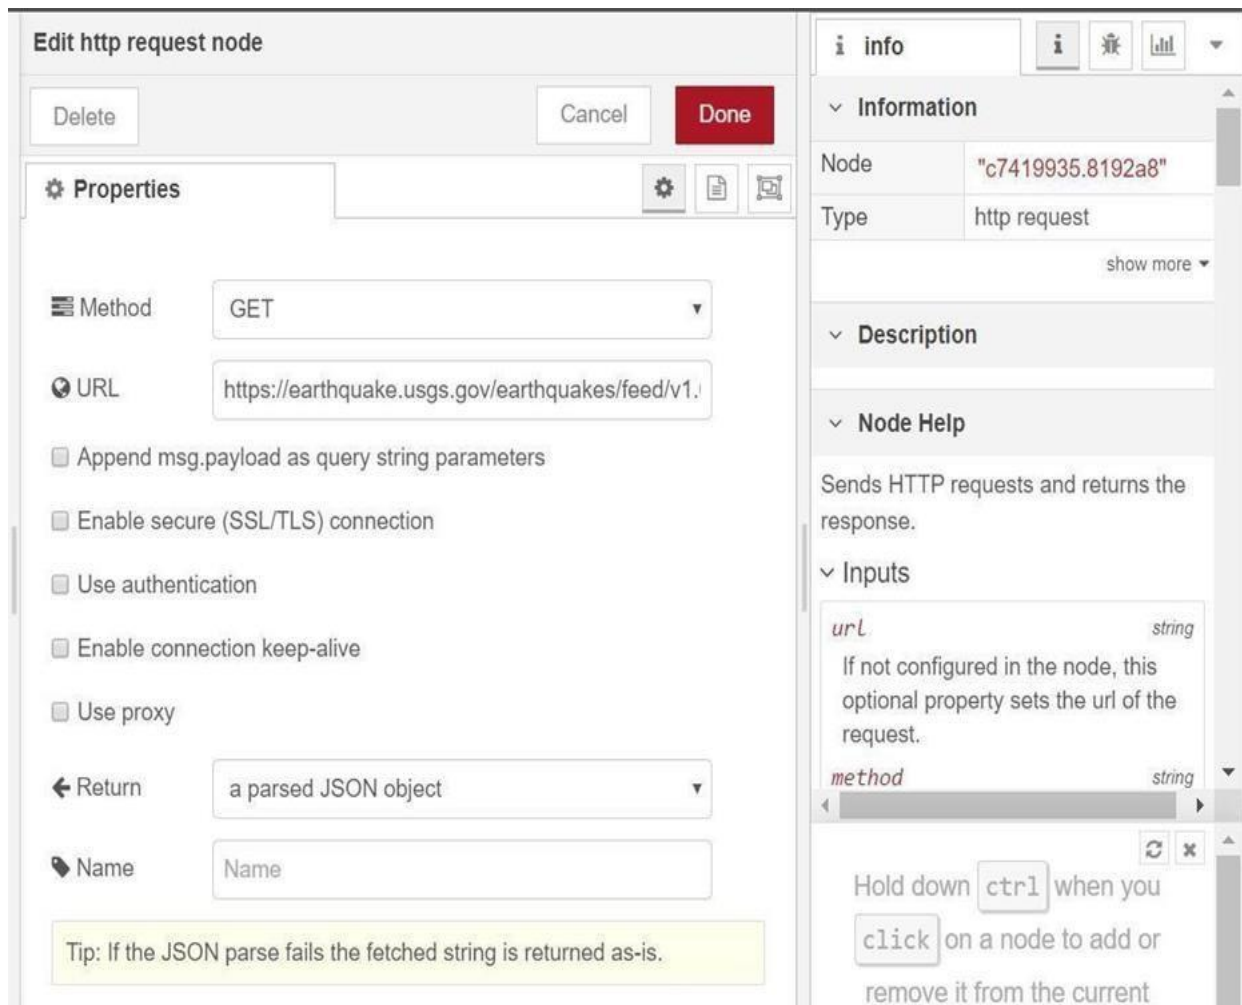 Edit http request node
Delete
Cancel
Done
Properties
Method
GET
URL
https://earthquake.usgs.gov/earthquakes/feed/v1.
Append msg.payload as query string parameters
Enable secure (SSL/TLS) connection
Use authentication
Enable connection keep-alive
Use proxy
Return
a parsed JSON object
Name
Name
Tip: If the JSON parse fails the fetched string is returned as-is.
i info
i
Information
Node
"c7419935.8192a8"
Type
http request
show more
Description
Node Help
Sends HTTP requests and returns the
response.
Inputs
url
string
If not configured in the node, this
optional property sets the url of the
request.
method
string
Hold down ctrl when you
click on a node to add or
remove it from the current